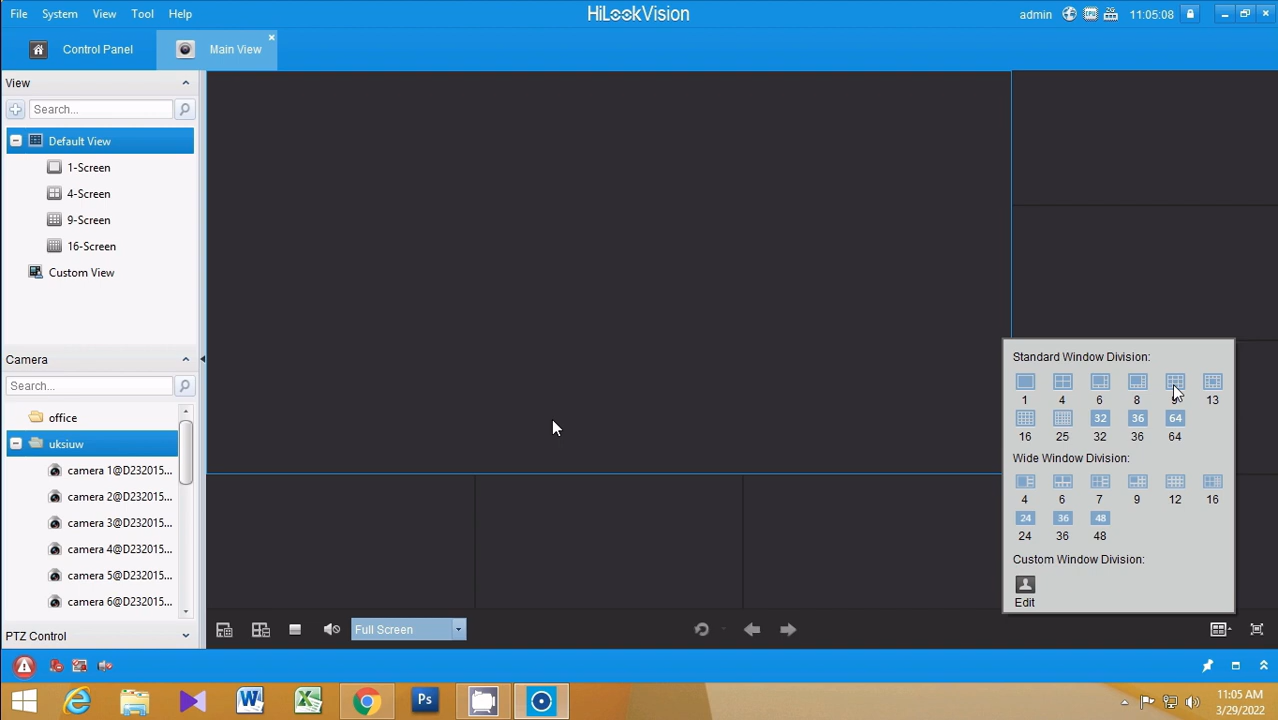 File System View Tool Help HiLookVision admin 11:05:08
Control Panel Main View
View
Search...
Default View
1-Screen
4-Screen
9-Screen
16-Screen
Custom View
Camera
Search...
office
uksiuw
camera 1@D232015...
camera 2@D232015...
camera 3@D232015...
camera 4@D232015...
camera 5@D232015...
camera 6@D232015...
PTZ Control
Standard Window Division:
1 4 6 8 13
32 36 64
16 25 32 36 64
Wide Window Division:
4 6 7 9 12 16
24 36 48
24 36 48
Custom Window Division:
Edit
Full Screen
Ps
11:05 AM
3/29/2022